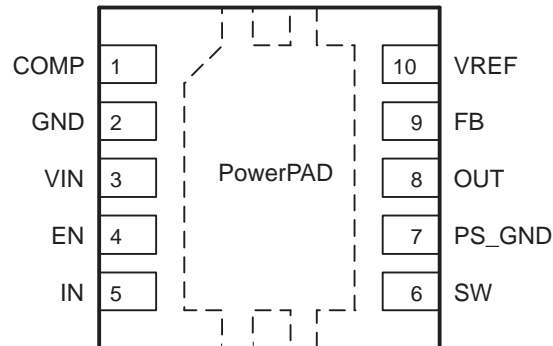 COMP 1 10 VREF
GND 2 9 FB
VIN 3 PowerPAD 8 OUT
EN 4 7 PS_GND
IN 5 6 SW